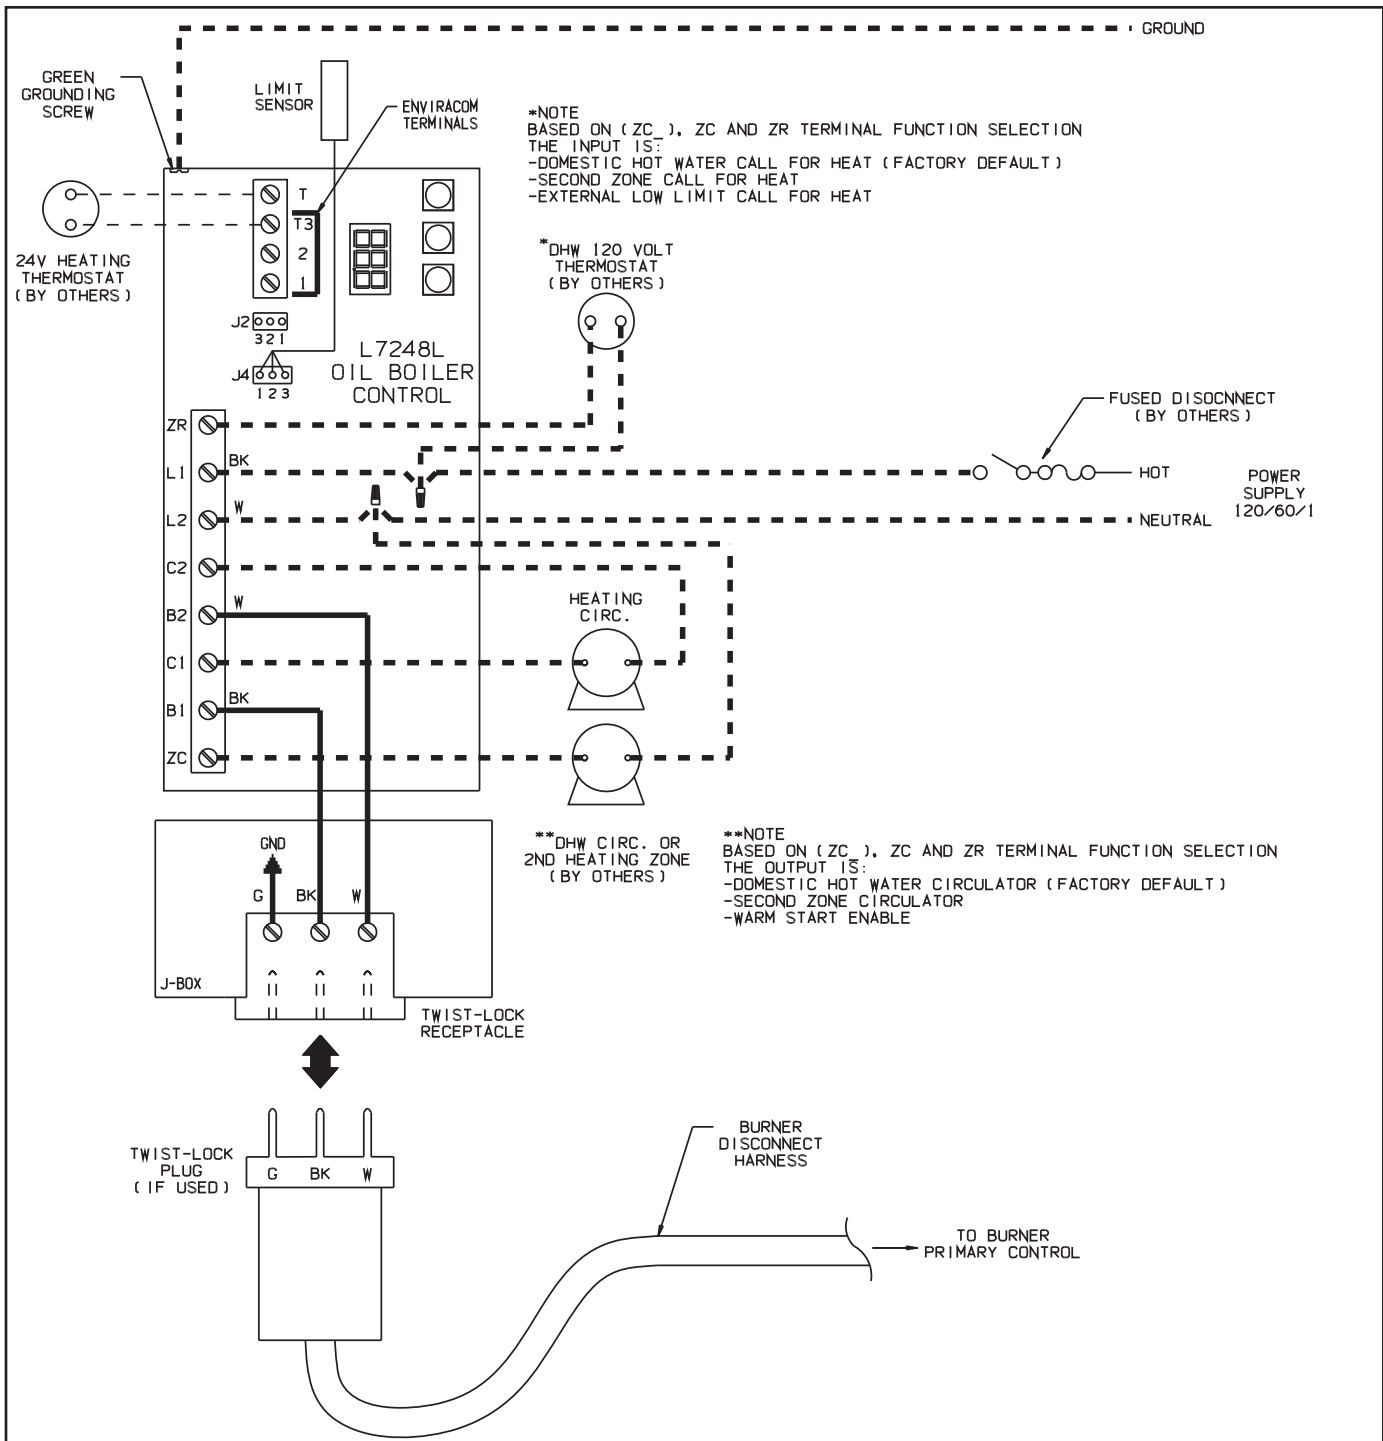 GROUND
GREEN
GROUNDING
SCREW
LIMIT
SENSOR
ENVIRACOM
TERMINALS
*NOTE
BASED ON (ZC_), ZC AND ZR TERMINAL FUNCTION SELECTION
THE INPUT IS:
-DOMESTIC HOT WATER CALL FOR HEAT (FACTORY DEFAULT)
-SECOND ZONE CALL FOR HEAT
-EXTERNAL LOW LIMIT CALL FOR HEAT
T
T3
2
1
24V HEATING
THERMOSTAT
(BY OTHERS)
*DHW 120 VOLT
THERMOSTAT
(BY OTHERS)
J2
321
J4
123
L7248L
OIL BOILER
CONTROL
FUSED DISOCNNECT
(BY OTHERS)
ZR
BK
L1
HOT
POWER
SUPPLY
120/60/1
W
L2
NEUTRAL
C2
W
B2
HEATING
CIRC.
C1
BK
B1
ZC
**DHW CIRC. OR
2ND HEATING ZONE
(BY OTHERS)
**NOTE
BASED ON (ZC_), ZC AND ZR TERMINAL FUNCTION SELECTION
THE OUTPUT IS:
-DOMESTIC HOT WATER CIRCULATOR (FACTORY DEFAULT)
-SECOND ZONE CIRCULATOR
-WARM START ENABLE
GND
G
BK
W
J-BOX
TWIST-LOCK
RECEPTACLE
TWIST-LOCK
PLUG
(IF USED)
G
BK
W
BURNER
DISCONNECT
HARNESS
TO BURNER
PRIMARY CONTROL